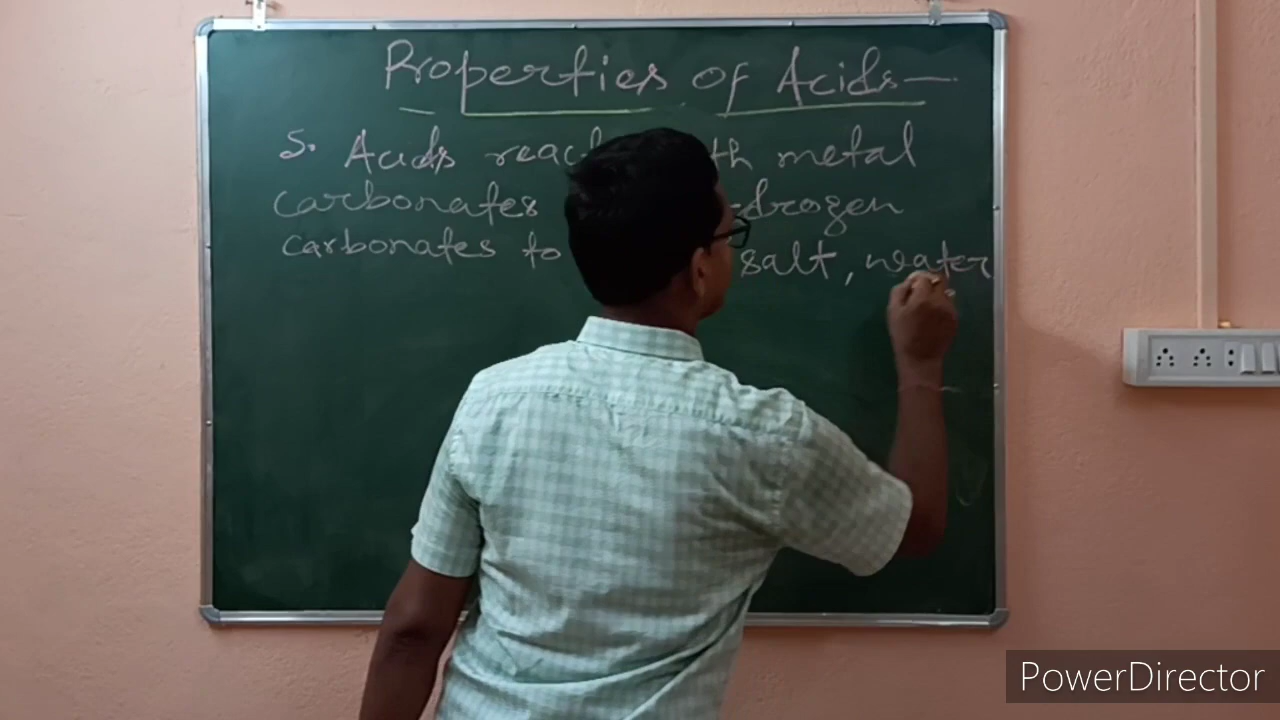 Properties of Acids—
5. Acids reac th metal
carbonates drogen
carbonates to salt, water
PowerDirector